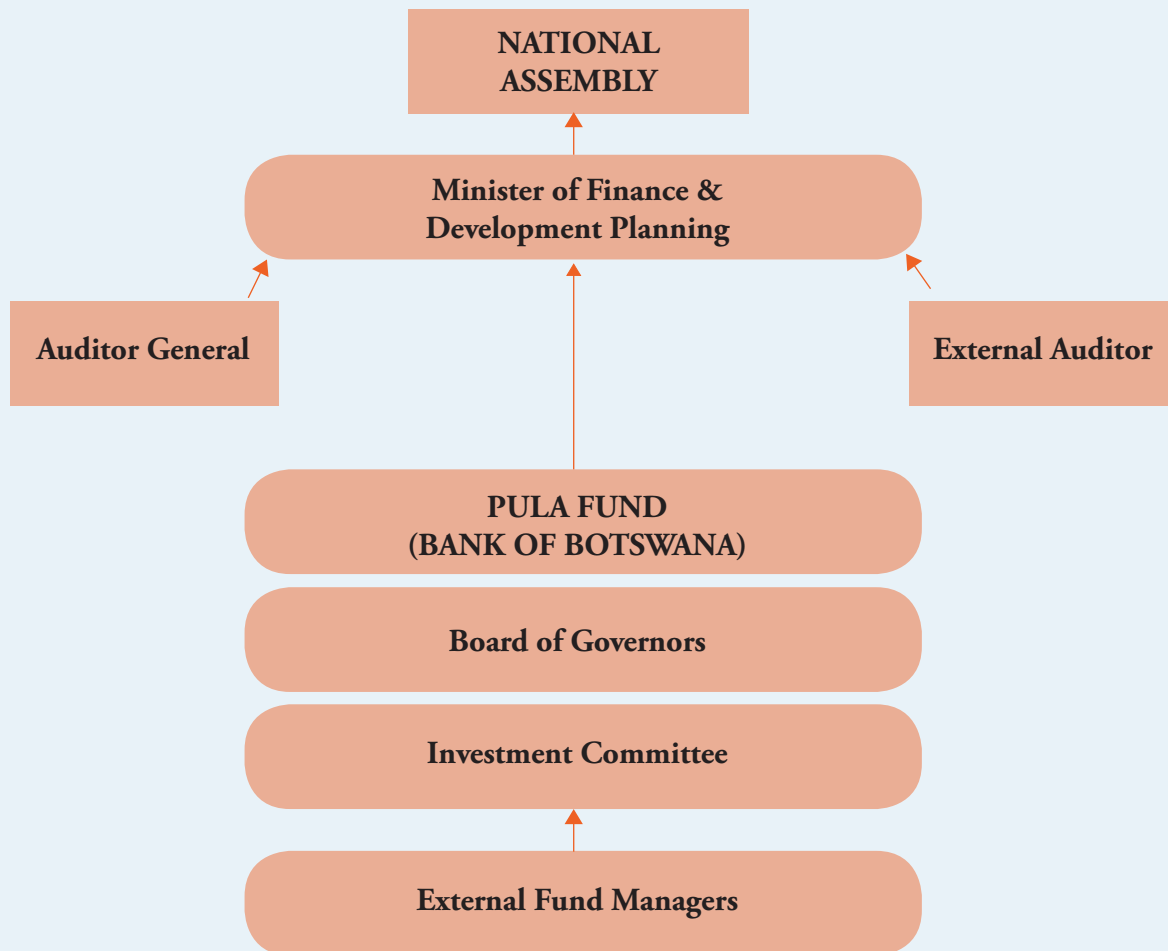 NATIONAL
ASSEMBLY
Minister of Finance &
Development Planning
Auditor General
External Auditor
PULA FUND
(BANK OF BOTSWANA)
Board of Governors
Investment Committee
External Fund Managers